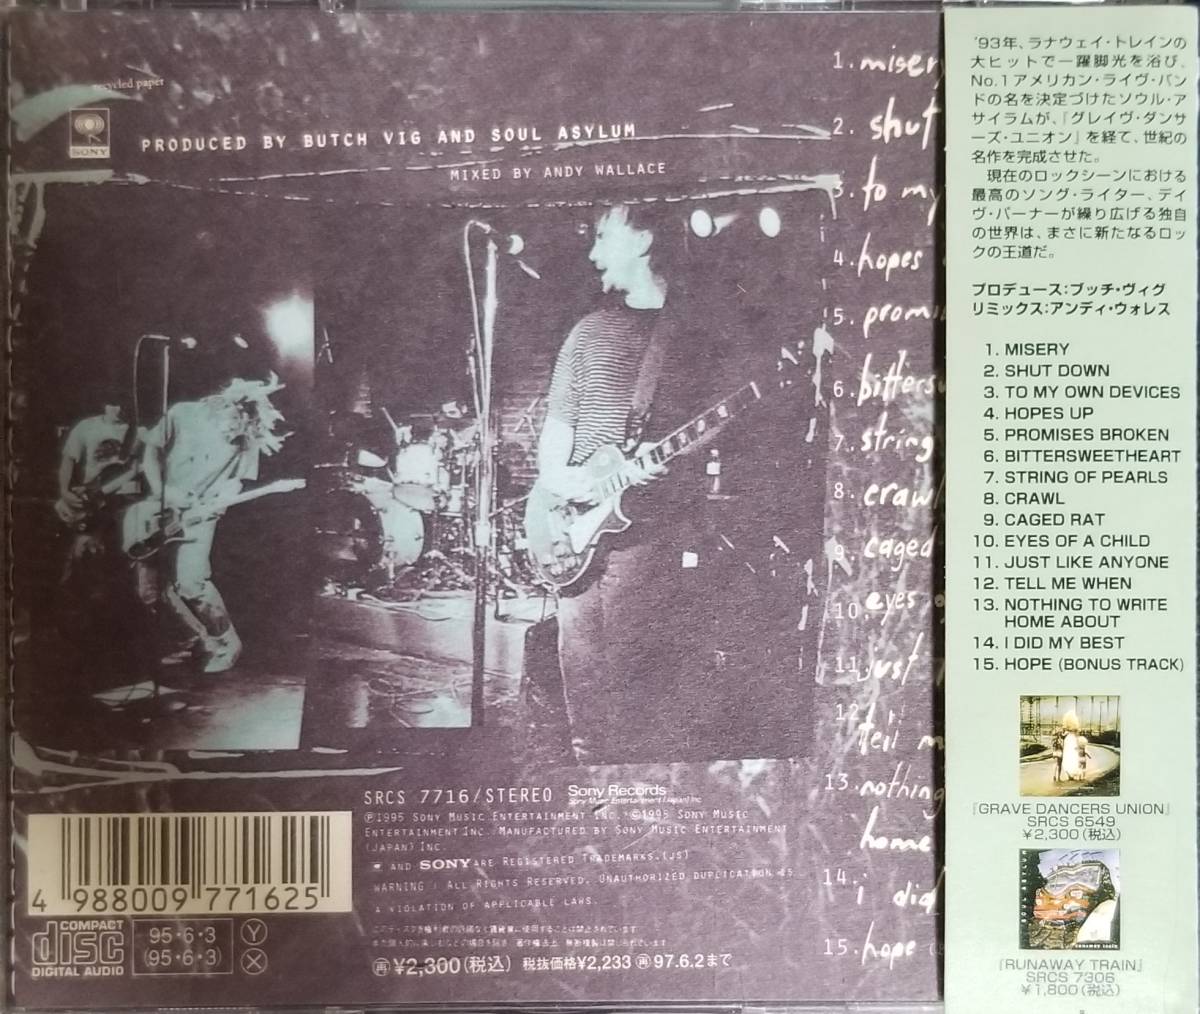 recycled paper
SONY
PRODUCED BY BUTCH VIG AND SOUL ASYLUM
MIXED BY ANDY WALLACE
1. misery
2. shut
3. to my
4. hopes
5. promi
6. bittersw
7. string
8. crawl
9. caged
10. eyes o
11. just
12. tell m
13. nothing
home
14. i did
15. hope
SRCS 7716/STEREO Sony Records
Sony Music Entertainment (Japan) Inc.
Ⓟ1995 SONY MUSIC ENTERTAINMENT INC./©1995 SONY MUSIC
ENTERTAINMENT INC./MANUFACTURED BY SONY MUSIC ENTERTAINMENT
(JAPAN) INC.
AND SONY ARE REGISTERED TRADEMARKS.(JS)
WARNING : ALL RIGHTS RESERVED. UNAUTHORIZED DUPLICATION IS
A VIOLATION OF APPLICABLE LAWS.
4 988009 771625
COMPACT
disc
DIGITAL AUDIO
95・6・3
(95・6・3)
Ⓨ
Ⓧ
㋐¥2,300(税込) 税抜価格¥2,233 ㋐97.6.2まで
'93年、ラナウェイ・トレインの
大ヒットで一躍脚光を浴び、
No.1アメリカン・ライヴ・バン
ドの名を決定づけたソウル・ア
サイラムが、『グレイヴ・ダンサ
ーズ・ユニオン』を経て、世紀の
名作を完成させた。
現在のロックシーンにおける
最高のソング・ライター、デイ
ヴ・パーナーが繰り広げる独自
の世界は、まさに新たなるロッ
クの王道だ。
プロデュース:ブッチ・ヴィグ
リミックス:アンディ・ウォレス
1. MISERY
2. SHUT DOWN
3. TO MY OWN DEVICES
4. HOPES UP
5. PROMISES BROKEN
6. BITTERSWEETHEART
7. STRING OF PEARLS
8. CRAWL
9. CAGED RAT
10. EYES OF A CHILD
11. JUST LIKE ANYONE
12. TELL ME WHEN
13. NOTHING TO WRITE
HOME ABOUT
14. I DID MY BEST
15. HOPE (BONUS TRACK)
『GRAVE DANCERS UNION』
SRCS 6549
¥2,300(税込)
runaway train
『RUNAWAY TRAIN』
SRCS 7306
¥1,800(税込)